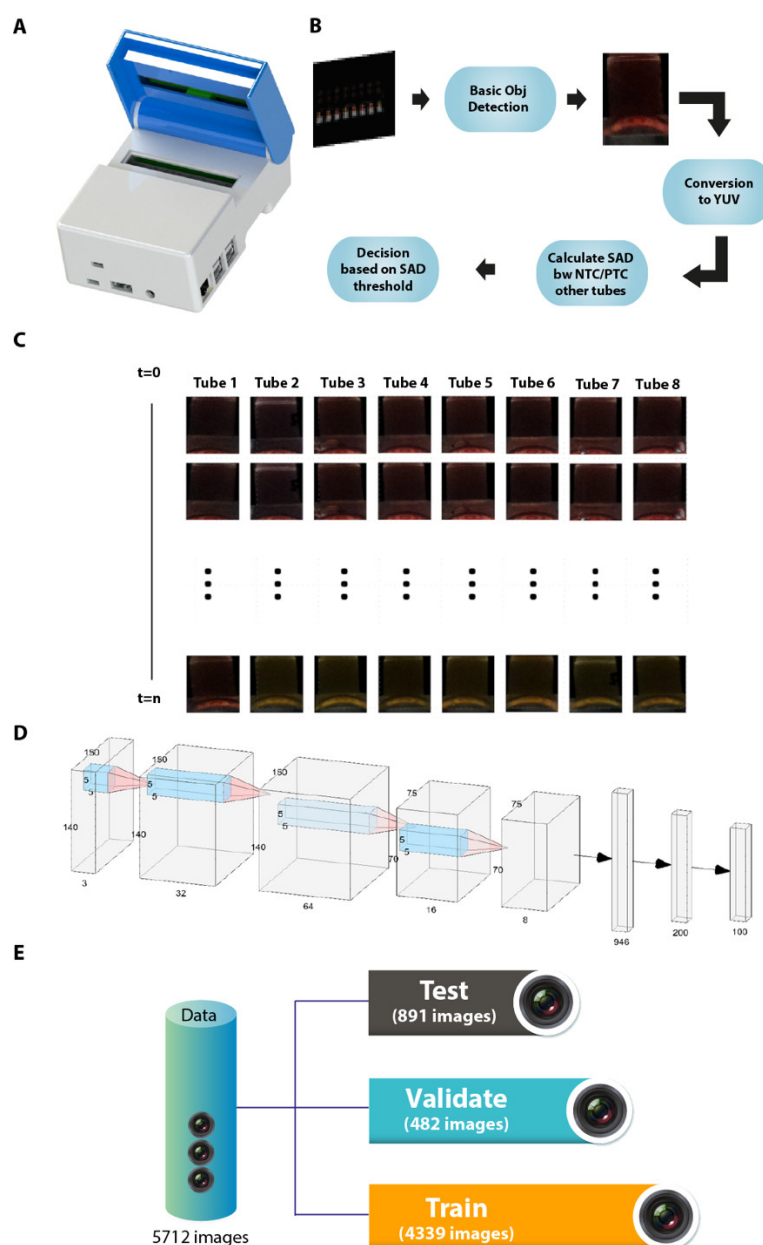 A
B
Basic Obj
Detection
Conversion
to YUV
Decision
based on SAD
threshold
Calculate SAD
bw NTC/PTC
other tubes
C
t=0
Tube 1 Tube 2 Tube 3 Tube 4 Tube 5 Tube 6 Tube 7 Tube 8
t=n
D
150
5
5
140
3
150
5
5
140
32
150
5
5
140
64
75
5
5
70
16
75
70
8
946
200
100
E
Data
5712 images
Test
(891 images)
Validate
(482 images)
Train
(4339 images)